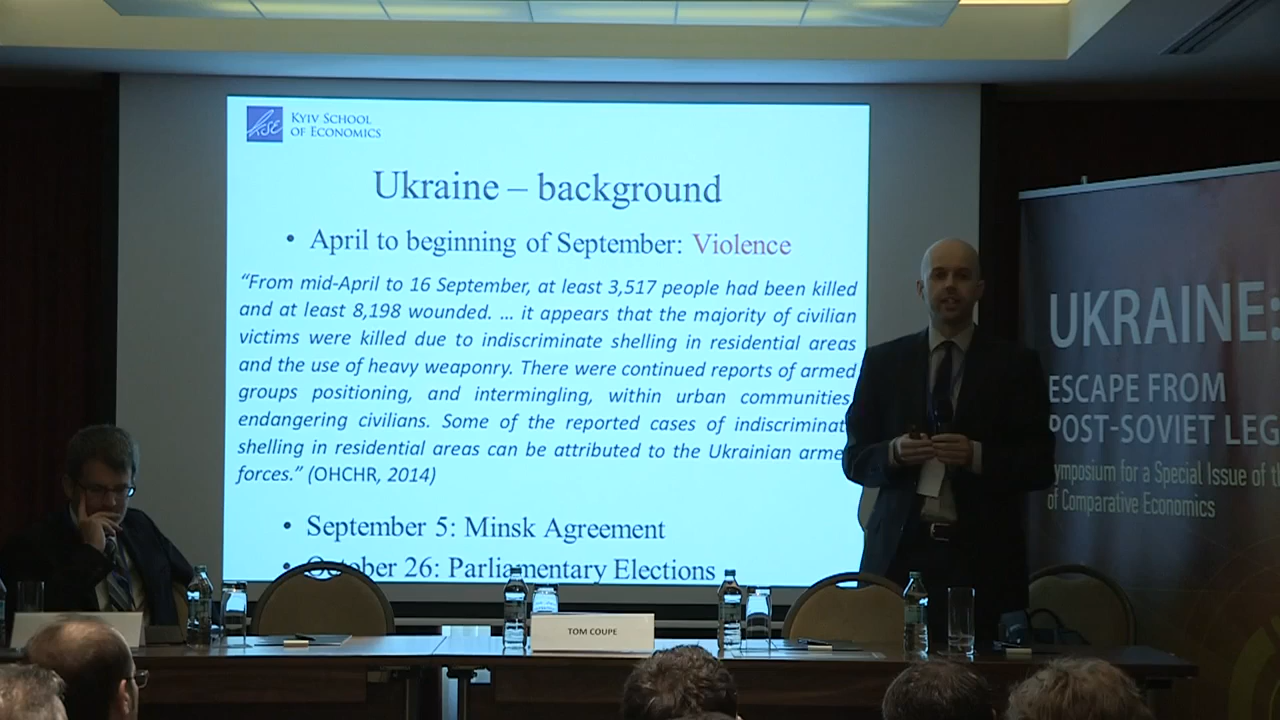 KYIV SCHOOL
OF ECONOMICS
Ukraine – background
• April to beginning of September: Violence
“From mid-April to 16 September, at least 3,517 people had been killed
and at least 8,198 wounded. ... it appears that the majority of civilian
victims were killed due to indiscriminate shelling in residential areas
and the use of heavy weaponry. There were continued reports of armed
groups positioning, and intermingling, within urban communities
endangering civilians. Some of the reported cases of indiscriminat
shelling in residential areas can be attributed to the Ukrainian arme
forces.” (OHCHR, 2014)
• September 5: Minsk Agreement
• October 26: Parliamentary Elections
TOM COUPE
UKRAINE:
ESCAPE FROM
POST-SOVIET LEG
ymposium for a Special Issue of th
of Comparative Economics